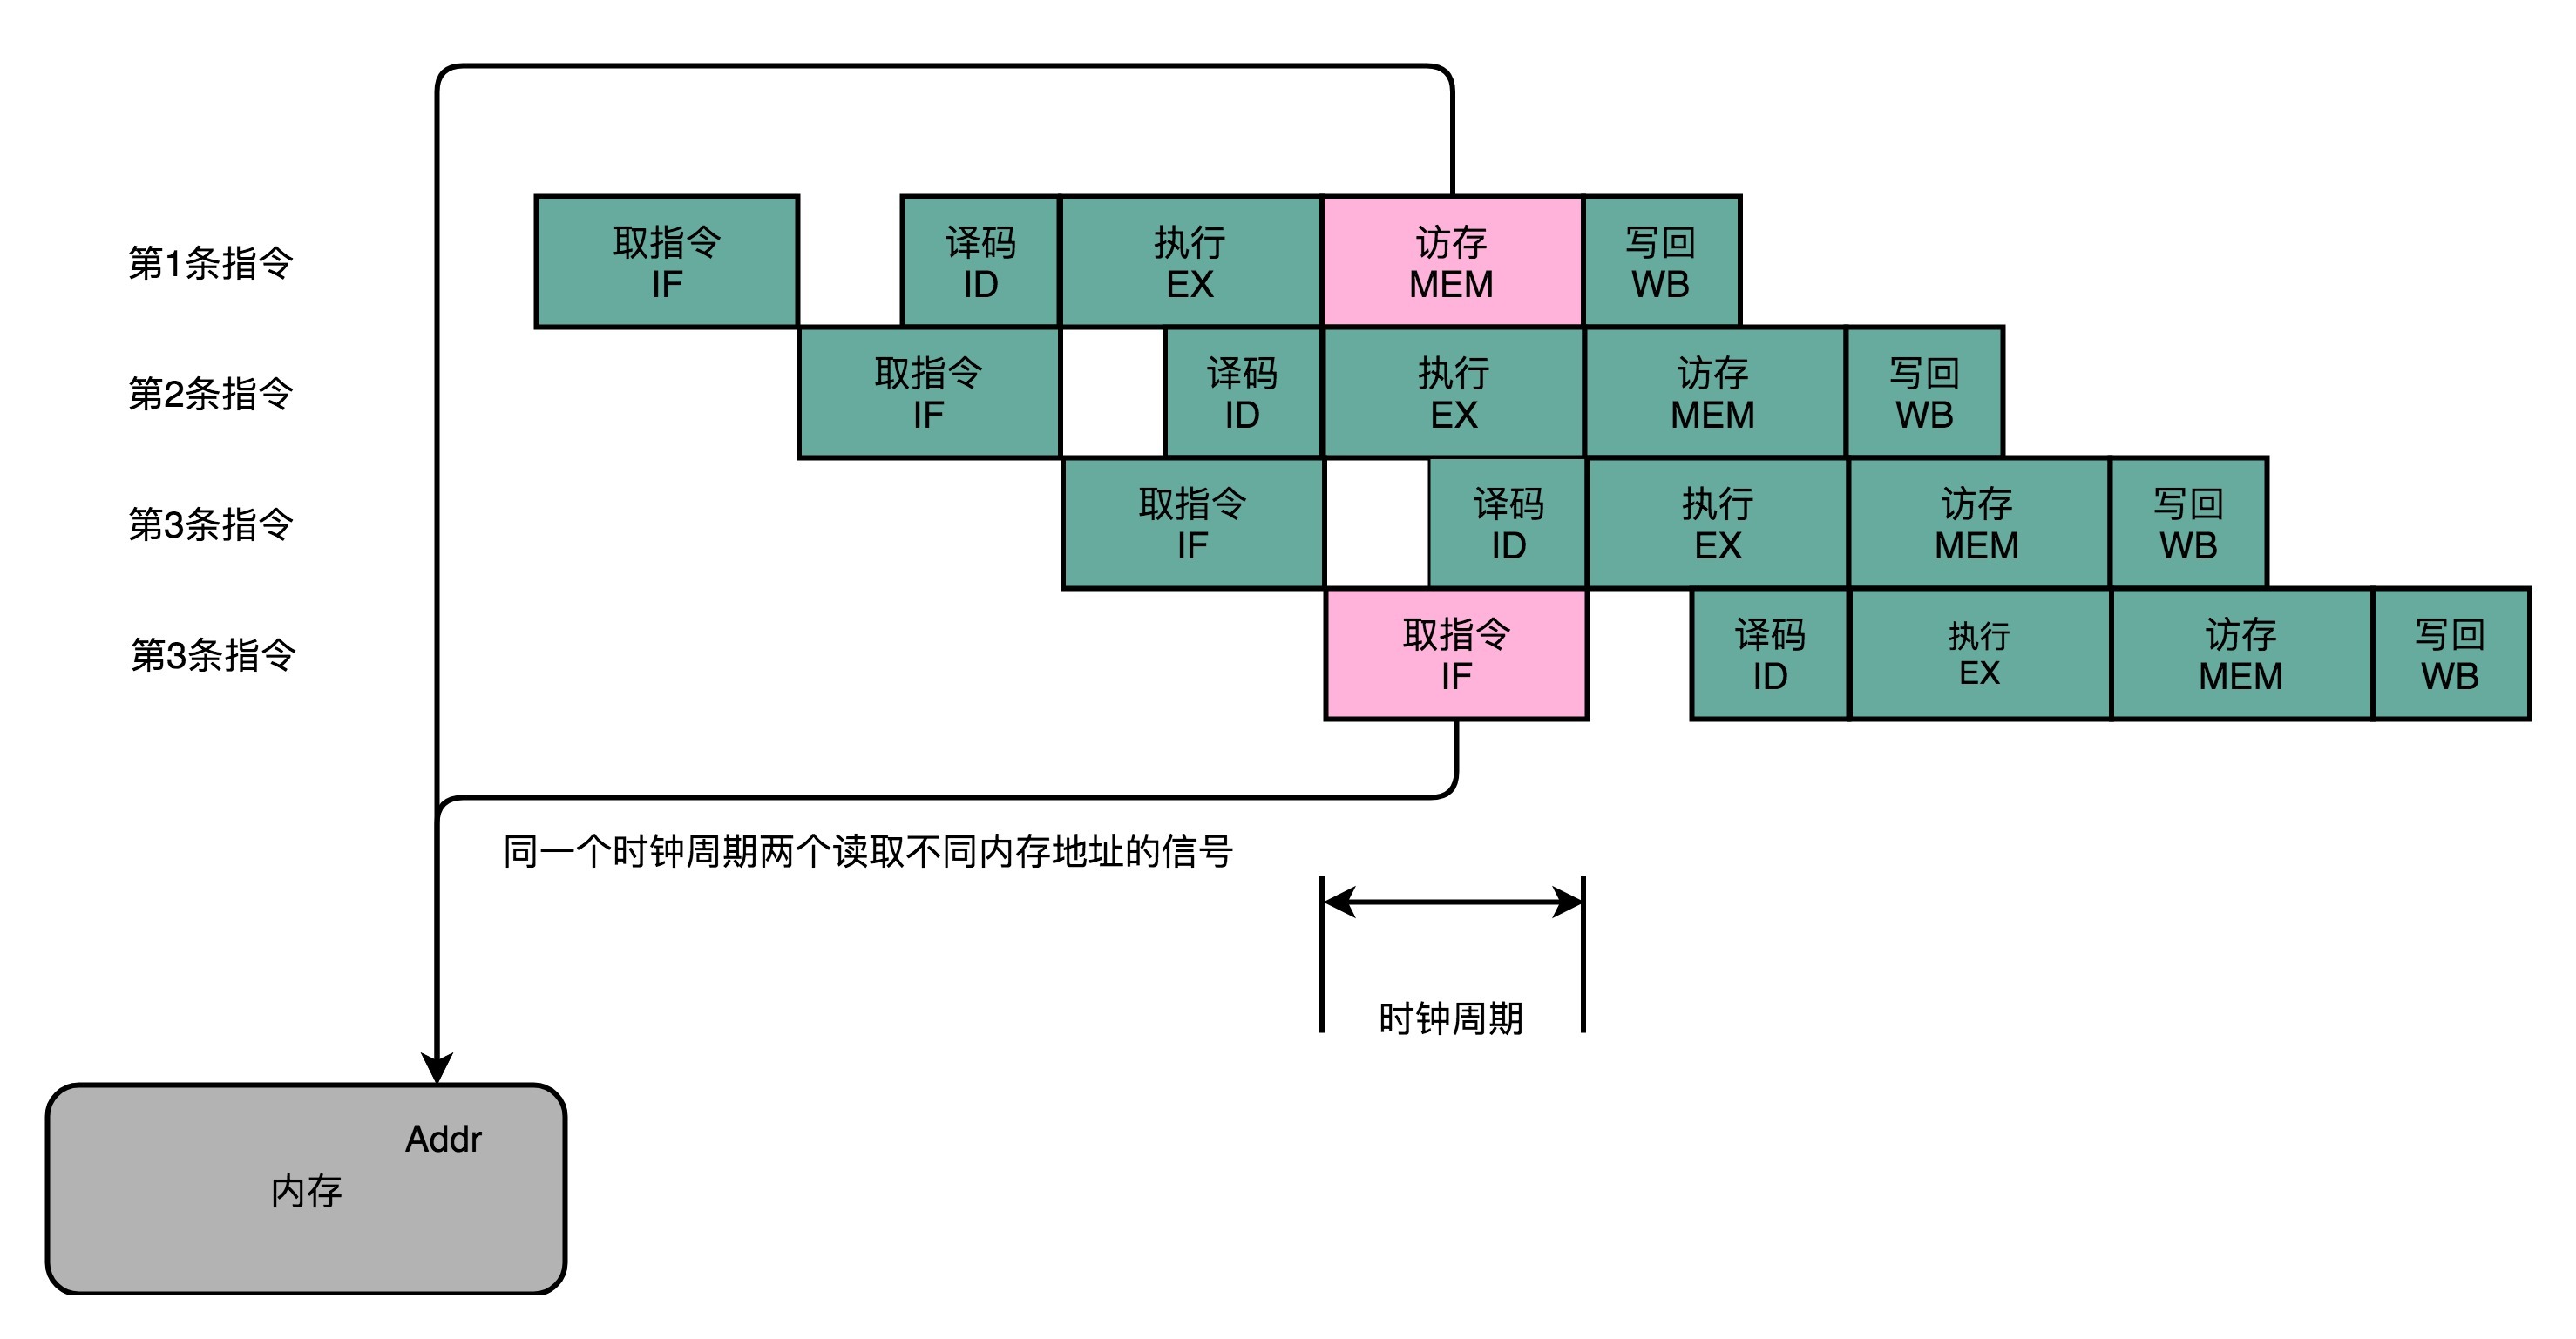 第1条指令
取指令
IF
译码
ID
执行
EX
访存
MEM
写回
WB
第2条指令
取指令
IF
译码
ID
执行
EX
访存
MEM
写回
WB
第3条指令
取指令
IF
译码
ID
执行
EX
访存
MEM
写回
WB
第3条指令
取指令
IF
译码
ID
执行
EX
访存
MEM
写回
WB
同一个时钟周期两个读取不同内存地址的信号
时钟周期
Addr
内存